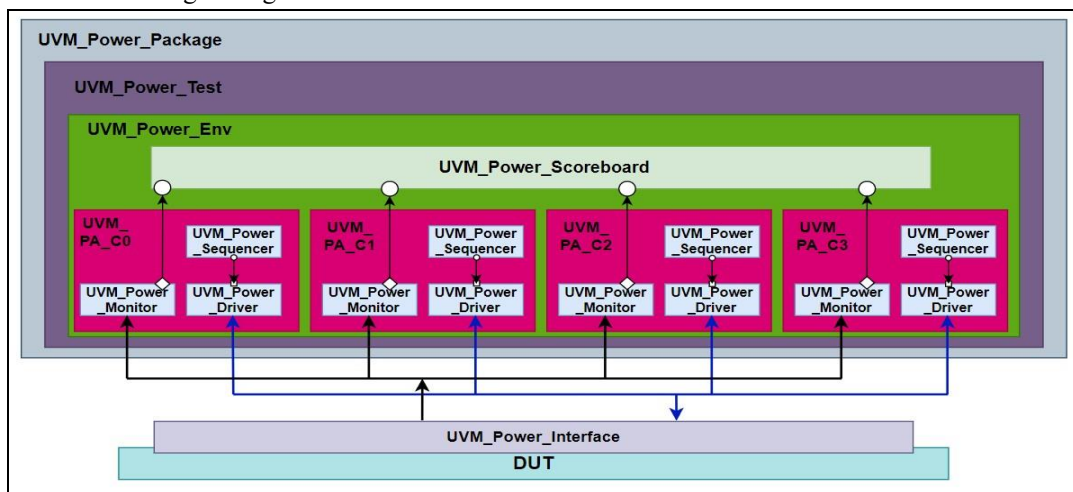 UVM_Power_Package
UVM_Power_Test
UVM_Power_Env
UVM_Power_Scoreboard
UVM_
PA_C0
UVM_Power
_Sequencer
UVM_Power
_Monitor
UVM_Power
_Driver
UVM_
PA_C1
UVM_Power
_Sequencer
UVM_Power
_Monitor
UVM_Power
_Driver
UVM_
PA_C2
UVM_Power
_Sequencer
UVM_Power
_Monitor
UVM_Power
_Driver
UVM_
PA_C3
UVM_Power
_Sequencer
UVM_Power
_Monitor
UVM_Power
_Driver
UVM_Power_Interface
DUT